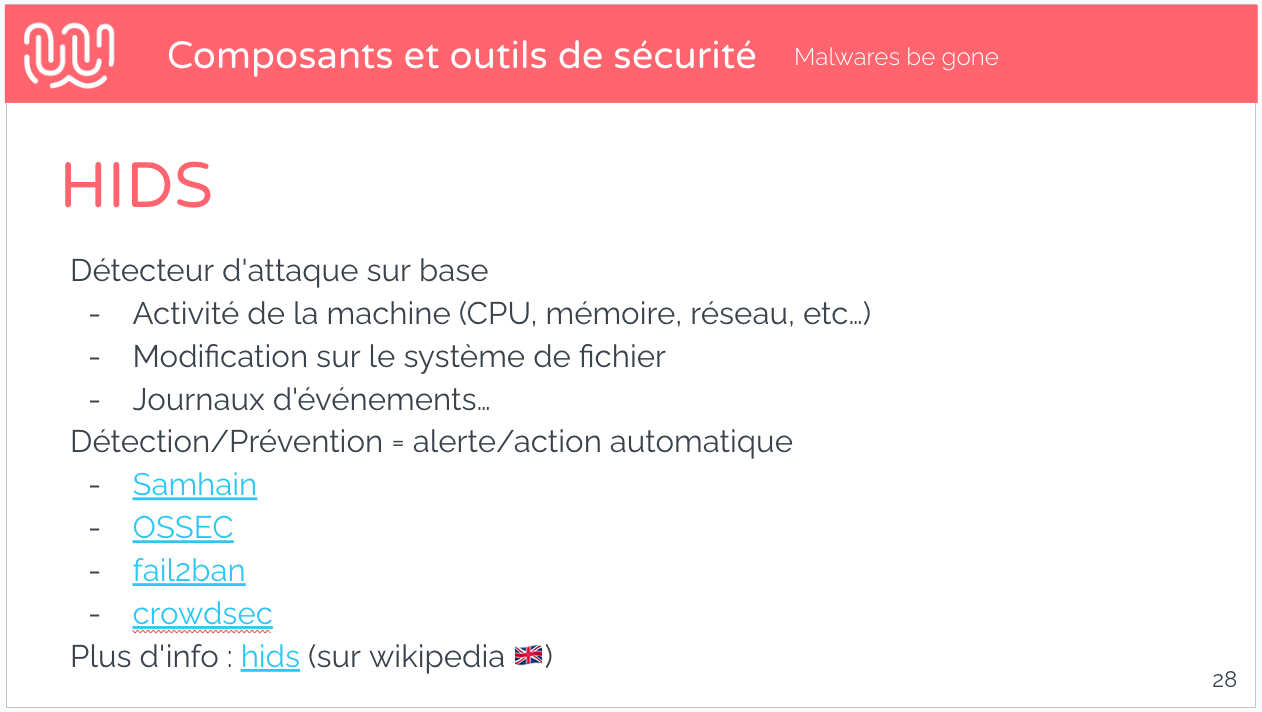 Composants et outils de sécurité Malwares be gone
HIDS
Détecteur d'attaque sur base
- Activité de la machine (CPU, mémoire, réseau, etc…)
- Modification sur le système de fichier
- Journaux d'événements…
Détection/Prévention = alerte/action automatique
- Samhain
- OSSEC
- fail2ban
- crowdsec
Plus d'info : hids (sur wikipedia 🇬🇧)
28